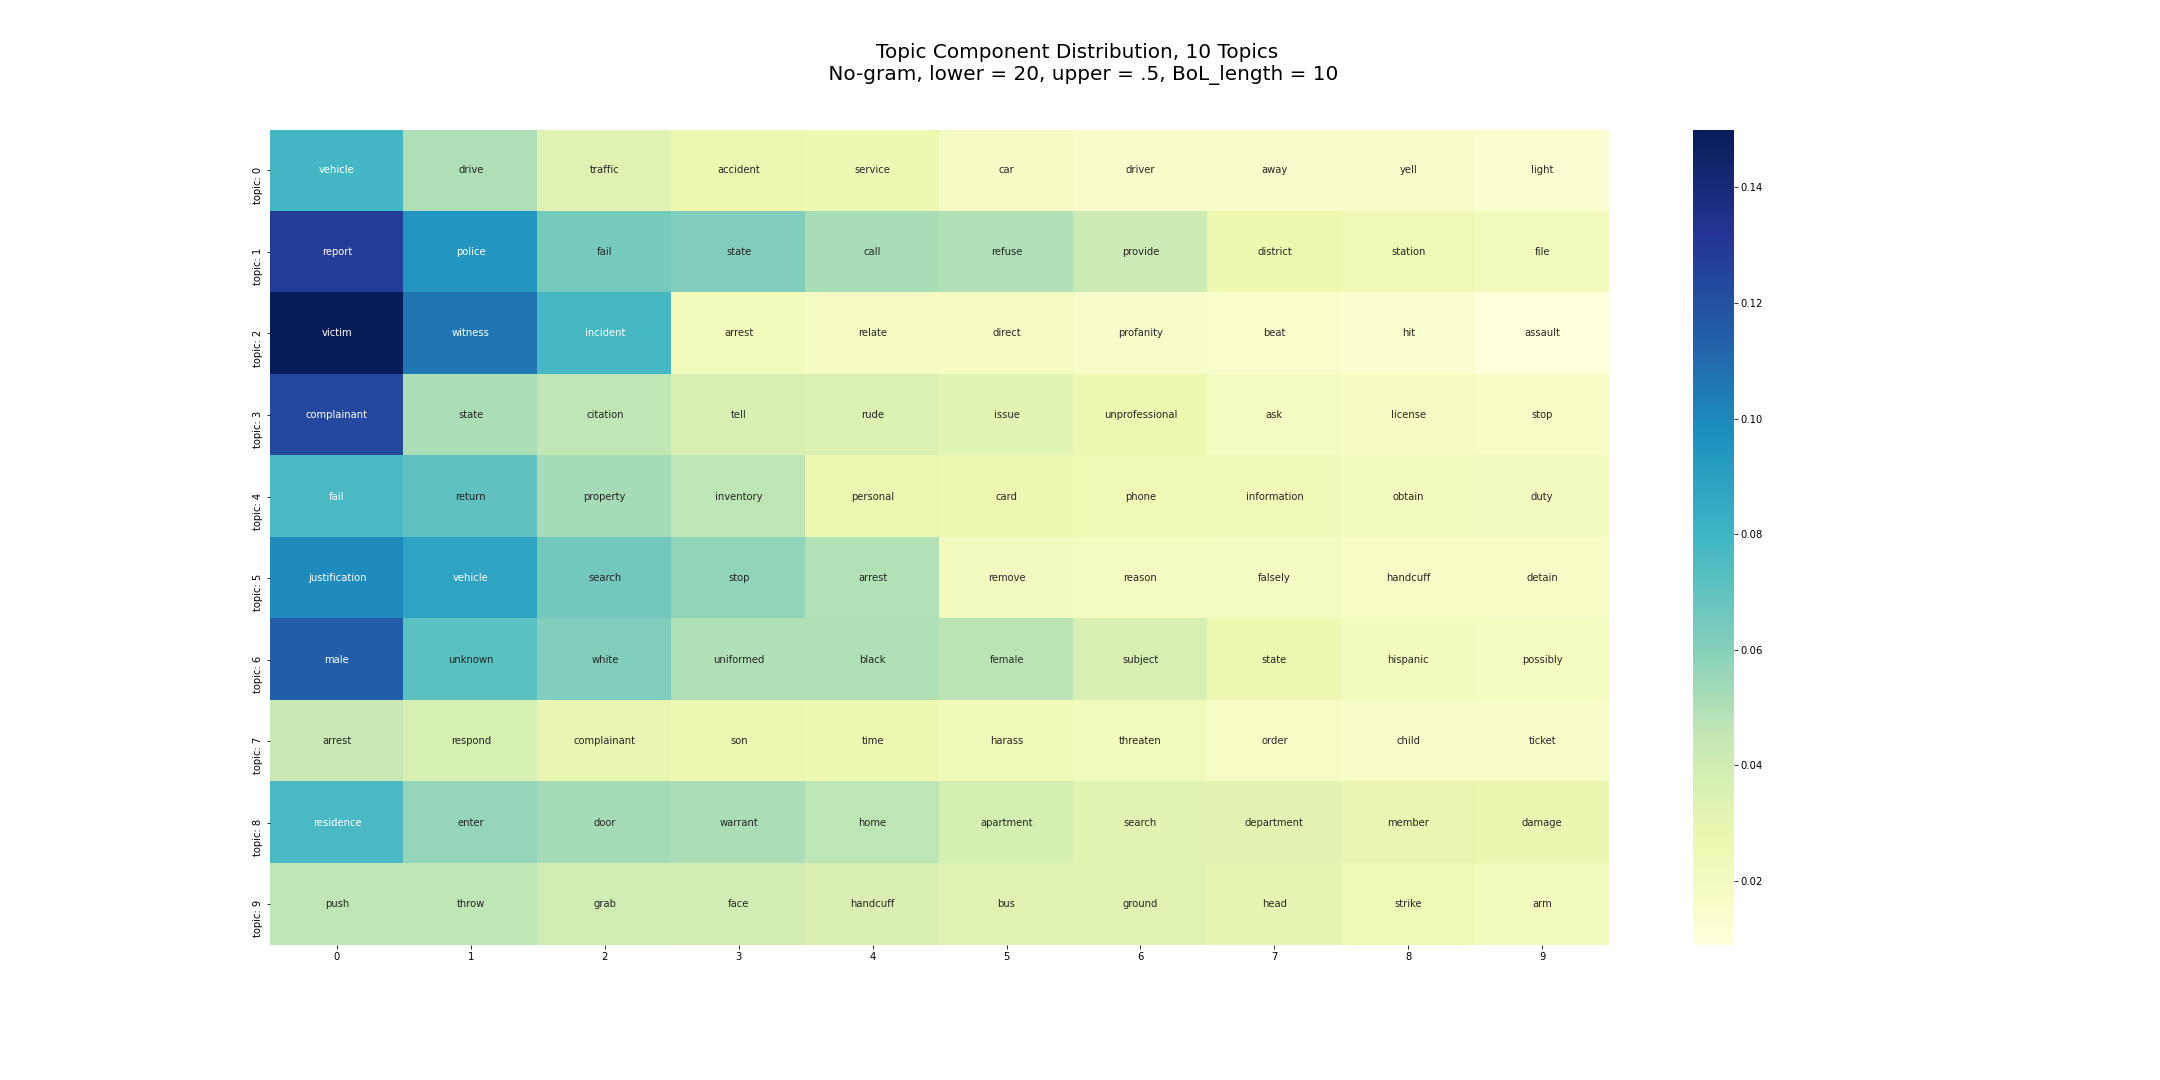 Topic Component Distribution, 10 Topics
No-gram, lower = 20, upper = .5, BoL_length = 10
topic: 0 vehicle drive traffic accident service car driver away yell light
topic: 1 report police fail state call refuse provide district station file
topic: 2 victim witness incident arrest relate direct profanity beat hit assault
topic: 3 complainant state citation tell rude issue unprofessional ask license stop
topic: 4 fail return property inventory personal card phone information obtain duty
topic: 5 justification vehicle search stop arrest remove reason falsely handcuff detain
topic: 6 male unknown white uniformed black female subject state hispanic possibly
topic: 7 arrest respond complainant son time harass threaten order child ticket
topic: 8 residence enter door warrant home apartment search department member damage
topic: 9 push throw grab face handcuff bus ground head strike arm
0 1 2 3 4 5 6 7 8 9
0.14
0.12
0.10
0.08
0.06
0.04
0.02